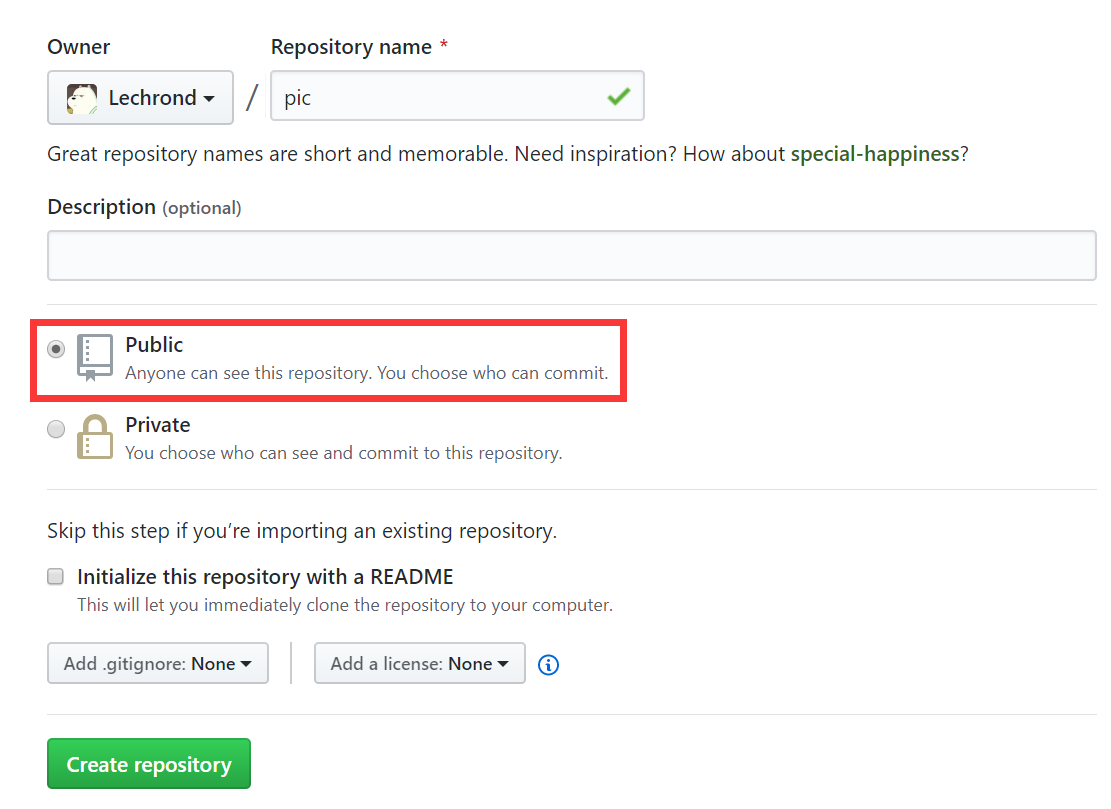 Owner Repository name *
Lechrond / pic
Great repository names are short and memorable. Need inspiration? How about special-happiness?
Description (optional)
Public
Anyone can see this repository. You choose who can commit.
Private
You choose who can see and commit to this repository.
Skip this step if you’re importing an existing repository.
Initialize this repository with a README
This will let you immediately clone the repository to your computer.
Add .gitignore: None Add a license: None
Create repository